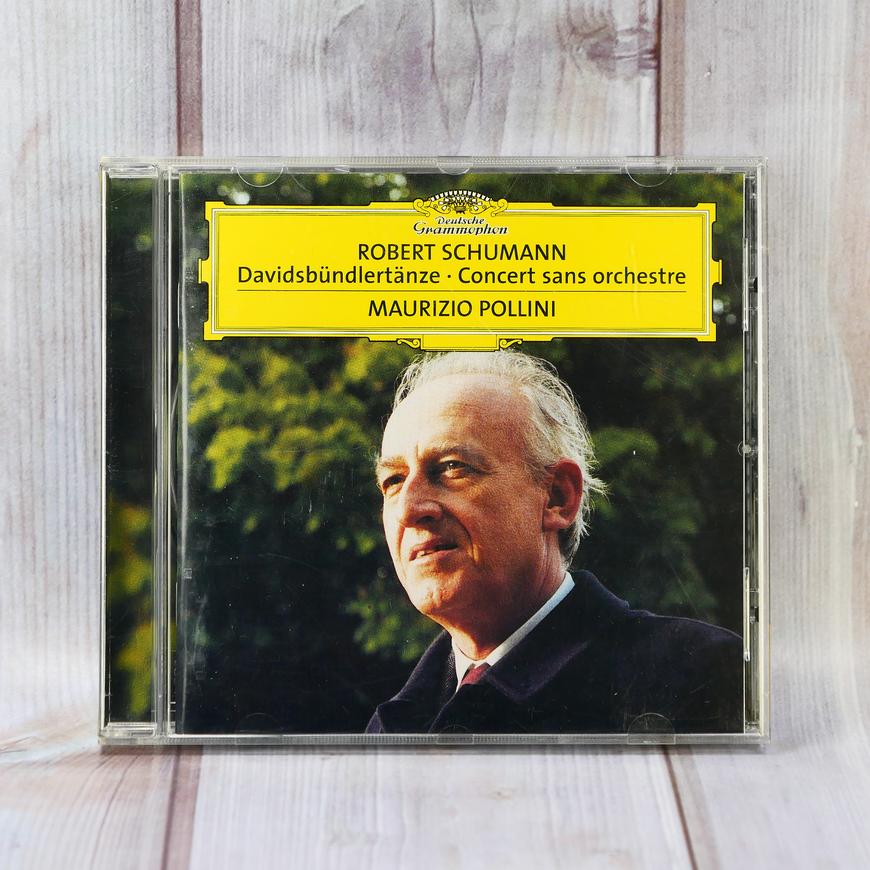 Deutsche
Grammophon
ROBERT SCHUMANN
Davidsbündlertänze · Concert sans orchestre
MAURIZIO POLLINI